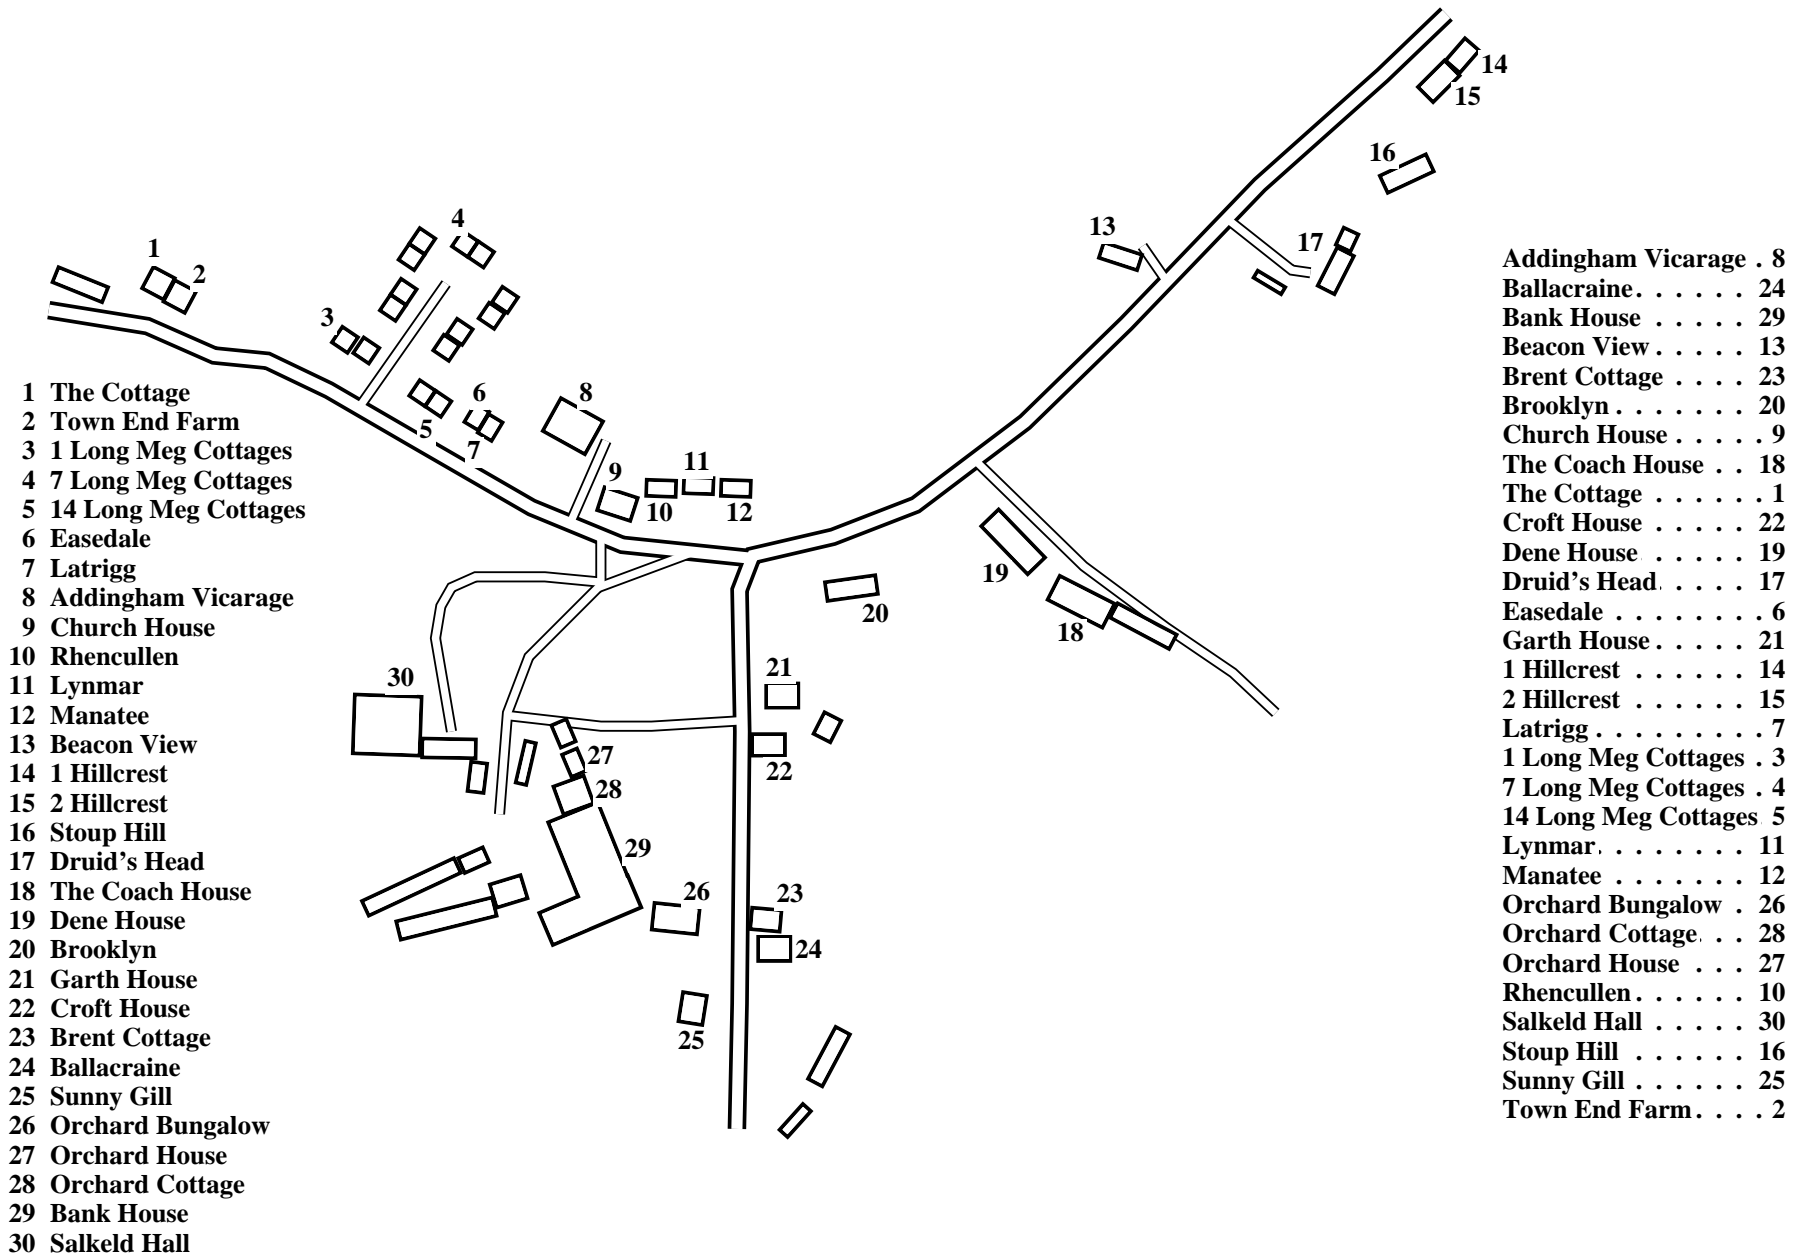 14
15
16
13
17
4
1
2
3
6
8
5
7
9
11
10
12
19
20
18
21
30
27
22
28
29
26
23
24
25
1 The Cottage
2 Town End Farm
3 1 Long Meg Cottages
4 7 Long Meg Cottages
5 14 Long Meg Cottages
6 Easedale
7 Latrigg
8 Addingham Vicarage
9 Church House
10 Rhencullen
11 Lynmar
12 Manatee
13 Beacon View
14 1 Hillcrest
15 2 Hillcrest
16 Stoup Hill
17 Druid's Head
18 The Coach House
19 Dene House
20 Brooklyn
21 Garth House
22 Croft House
23 Brent Cottage
24 Ballacraine
25 Sunny Gill
26 Orchard Bungalow
27 Orchard House
28 Orchard Cottage
29 Bank House
30 Salkeld Hall
Addingham Vicarage . 8
Ballacraine . . . . . . 24
Bank House . . . . . 29
Beacon View . . . . . 13
Brent Cottage . . . . 23
Brooklyn . . . . . . . 20
Church House . . . . . 9
The Coach House . . 18
The Cottage . . . . . . 1
Croft House . . . . . 22
Dene House . . . . . 19
Druid's Head . . . . . 17
Easedale . . . . . . . . 6
Garth House . . . . . 21
1 Hillcrest . . . . . . 14
2 Hillcrest . . . . . . 15
Latrigg . . . . . . . . . 7
1 Long Meg Cottages . 3
7 Long Meg Cottages . 4
14 Long Meg Cottages . 5
Lynmar . . . . . . . . 11
Manatee . . . . . . . 12
Orchard Bungalow . 26
Orchard Cottage . . . 28
Orchard House . . . 27
Rhencullen . . . . . . 10
Salkeld Hall . . . . . 30
Stoup Hill . . . . . . 16
Sunny Gill . . . . . . 25
Town End Farm . . . . 2